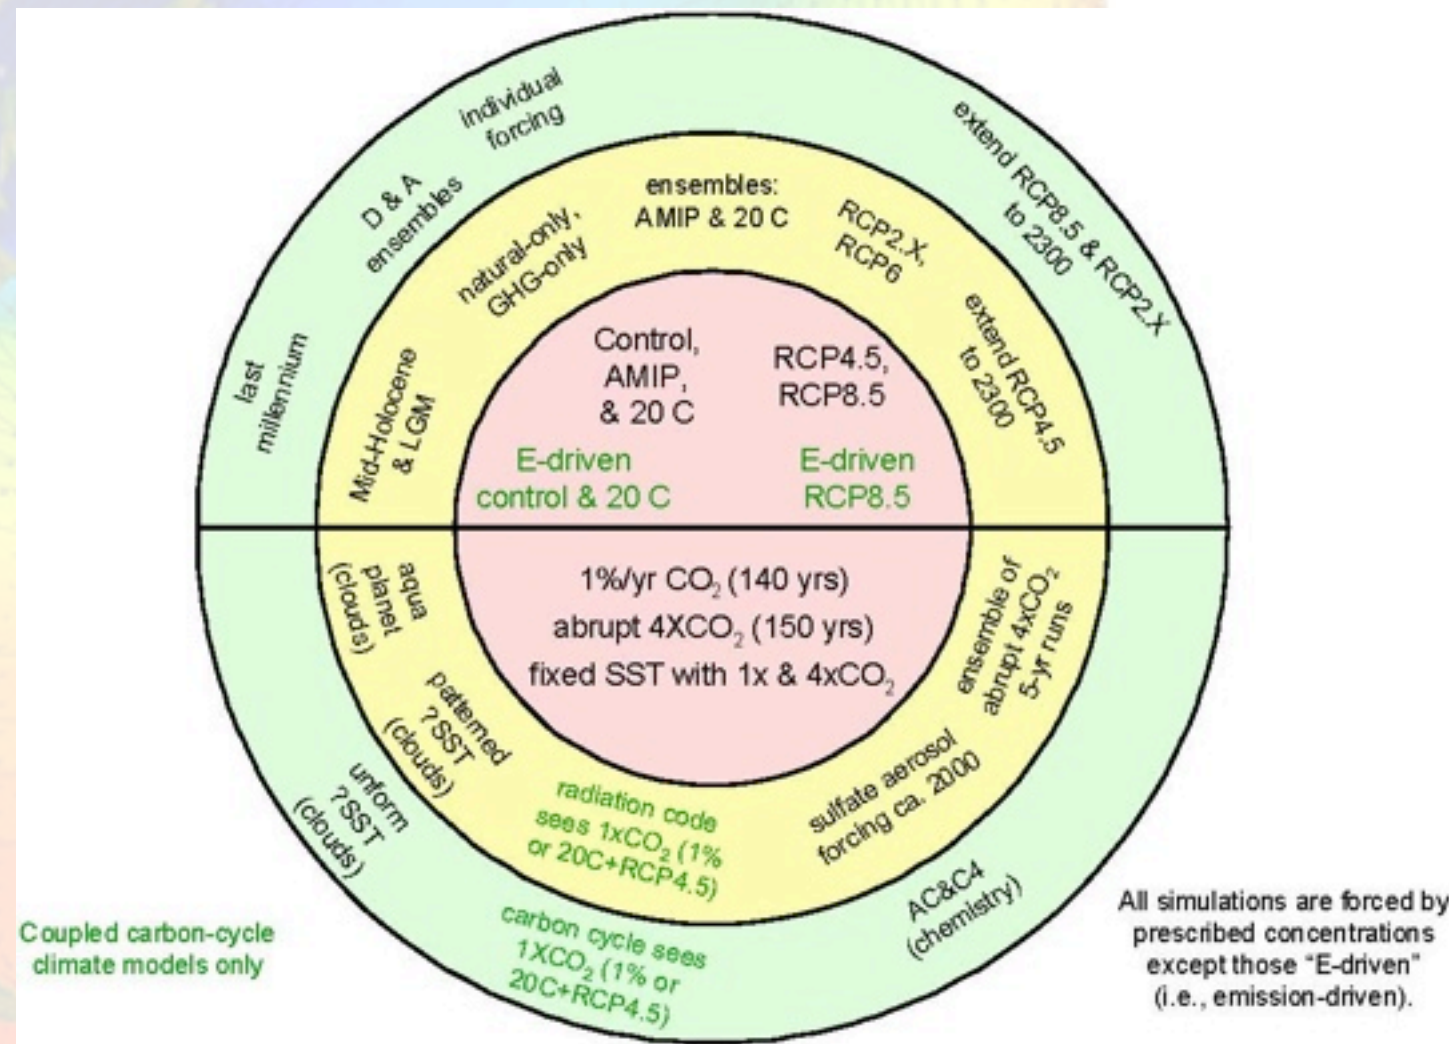 individual
forcing
D & A
ensembles
last
millennium
extend RCP8.5 & RCP2.X
to 2300
ensembles:
AMIP & 20 C
natural-only,
GHG-only
Mid-Holocene
& LGM
RCP2.X,
RCP6
extend RCP4.5
to 2300
Control,
AMIP,
& 20 C
RCP4.5,
RCP8.5
E-driven
control & 20 C
E-driven
RCP8.5
1%/yr CO₂ (140 yrs)
abrupt 4XCO₂ (150 yrs)
fixed SST with 1x & 4xCO₂
aqua
planet
(clouds)
patterned
?SST
(clouds)
radiation code
sees 1xCO₂ (1%
or 20C+RCP4.5)
sulfate aerosol
forcing ca. 2000
ensemble of
abrupt 4xCO₂
5-yr runs
unform
?SST
(clouds)
carbon cycle sees
1XCO₂ (1% or
20C+RCP4.5)
AC&C4
(chemistry)
Coupled carbon-cycle
climate models only
All simulations are forced by
prescribed concentrations
except those “E-driven”
(i.e., emission-driven).